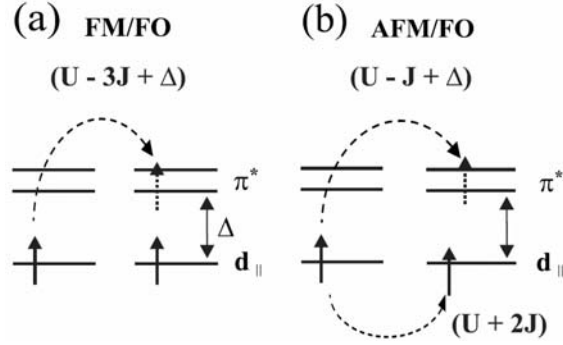 (a) FM/FO
(U - 3J + Δ)
π*
Δ
d ||
(b) AFM/FO
(U - J + Δ)
π*
Δ
d ||
(U + 2J)